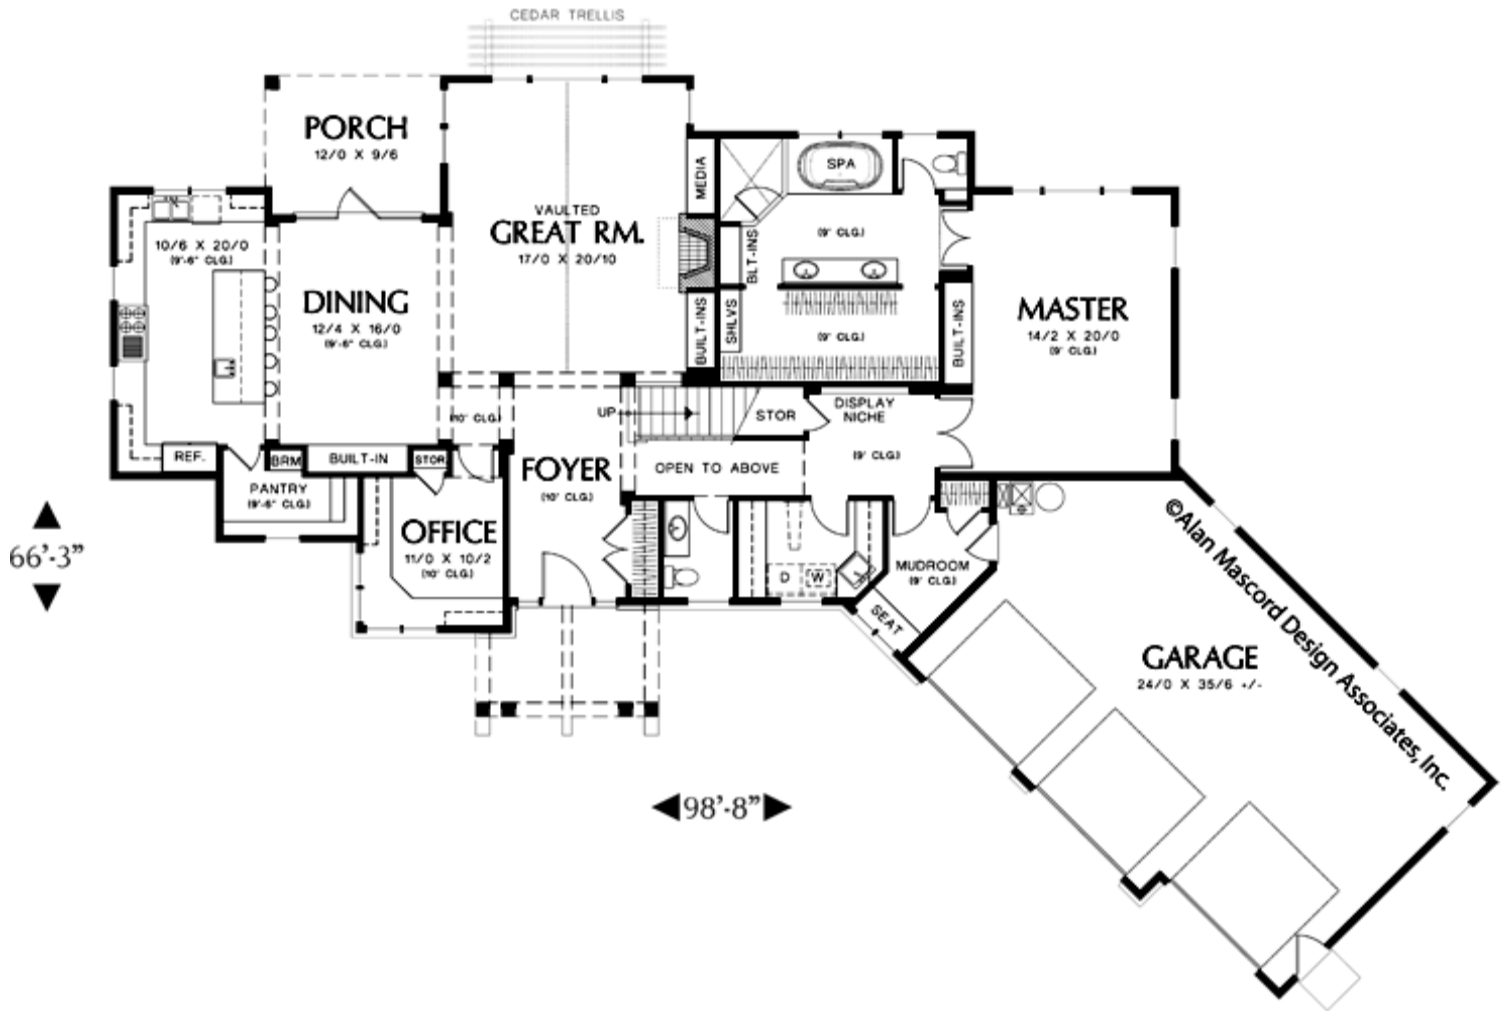 CEDAR TRELLIS
PORCH
12/0 X 9/6
MEDIA
SPA
VAULTED
GREAT RM.
17/0 X 20/10
10/6 X 20/0
(9'-6" CLG.)
(9' CLG.)
BLT-INS
DINING
12/4 X 16/0
(9'-6" CLG.)
MASTER
14/2 X 20/0
(9' CLG.)
BUILT-INS
SHLVS
(9' CLG.)
BUILT-INS
(10' CLG.)
UP
STOR
DISPLAY
NICHE
REF.
BRM
BUILT-IN
STOR
FOYER
(10' CLG.)
OPEN TO ABOVE
(9' CLG.)
PANTRY
(9'-6" CLG.)
OFFICE
11/0 X 10/2
(10' CLG.)
D
W
MUDROOM
(9' CLG.)
SEAT
66'-3"
GARAGE
24/0 X 35/6 +/-
©Alan Mascord Design Associates, Inc.
98'-8"